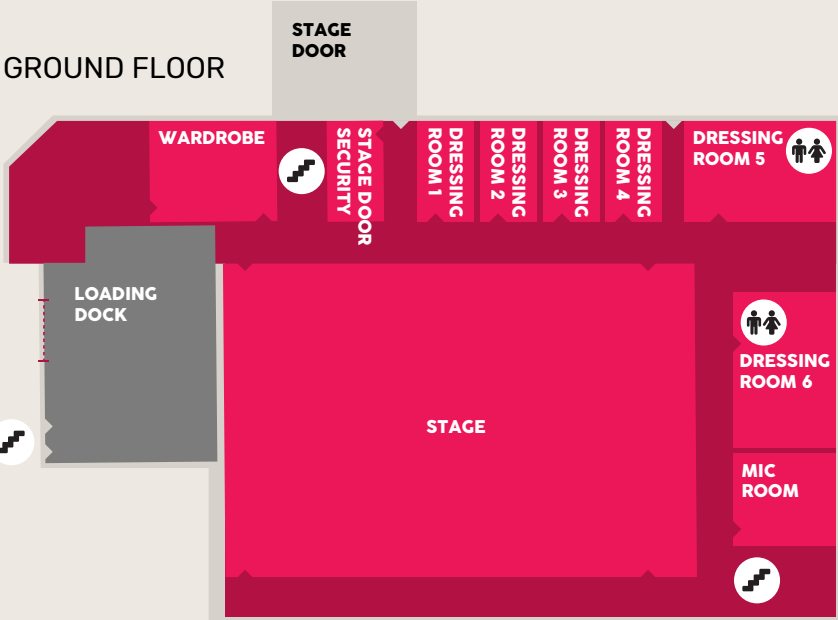 STAGE
DOOR
GROUND FLOOR
WARDROBE
STAGE DOOR
SECURITY
DRESSING
ROOM 1
DRESSING
ROOM 2
DRESSING
ROOM 3
DRESSING
ROOM 4
DRESSING
ROOM 5
LOADING
DOCK
DRESSING
ROOM 6
STAGE
MIC
ROOM